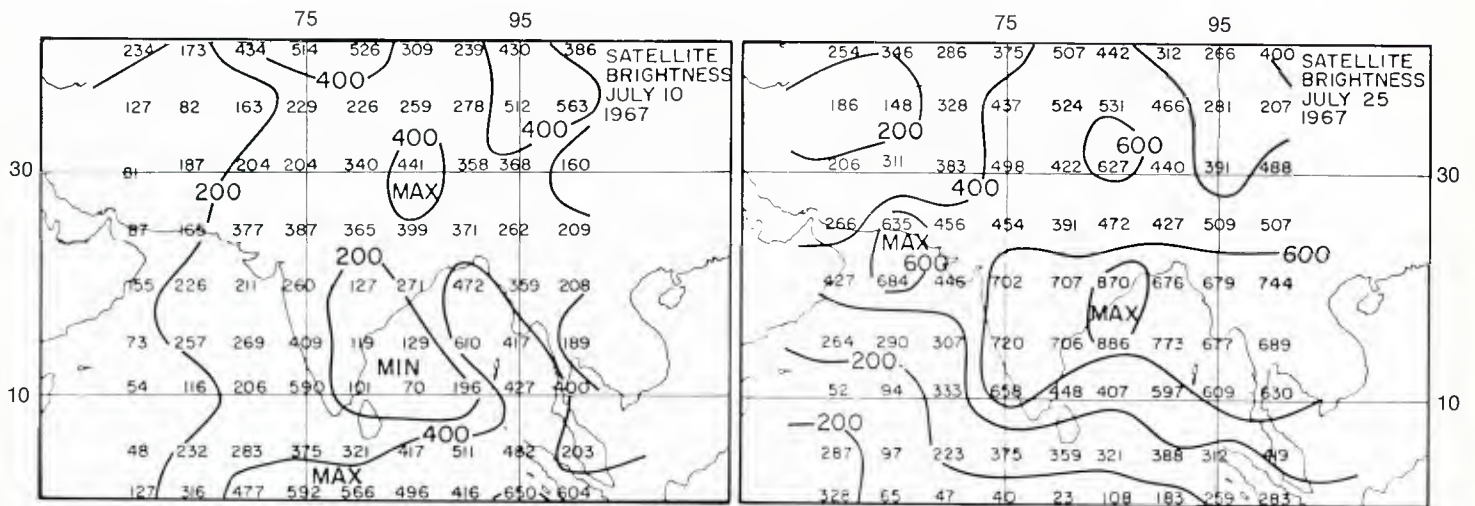 75 95
234 173 434 514 526 309 239 430 386
400
SATELLITE
BRIGHTNESS
JULY 10
1967
127 82 163 229 226 259 278 512 563
400 400
81 187 204 204 340 441 358 368 160
30
200 MAX
87 165 377 387 365 399 371 262 209
200
155 226 211 260 127 271 472 359 208
73 257 269 409 119 129 610 417 189
MIN
54 116 206 590 101 70 196 427 400
10
400
48 232 283 375 321 417 511 482 203
MAX
127 316 477 592 566 496 416 650 604
75 95
254 346 286 375 507 442 312 266 400
SATELLITE
BRIGHTNESS
JULY 25
1967
186 148 328 437 524 531 466 281 207
200
600
206 311 383 498 422 627 440 391 488
30
400
266 635 456 454 391 472 427 509 507
MAX
600 600
427 684 446 702 707 870 676 679 744
MAX
264 290 307 720 706 886 773 677 689
200
52 94 333 658 448 407 597 609 630
10
200
287 97 223 375 359 321 388 312 419
328 65 47 40 23 108 183 259 283